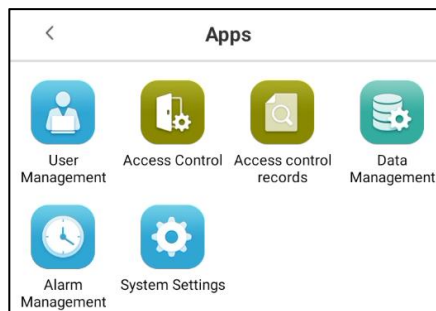 Apps
User
Management
Access Control
Access control
records
Data
Management
Alarm
Management
System Settings